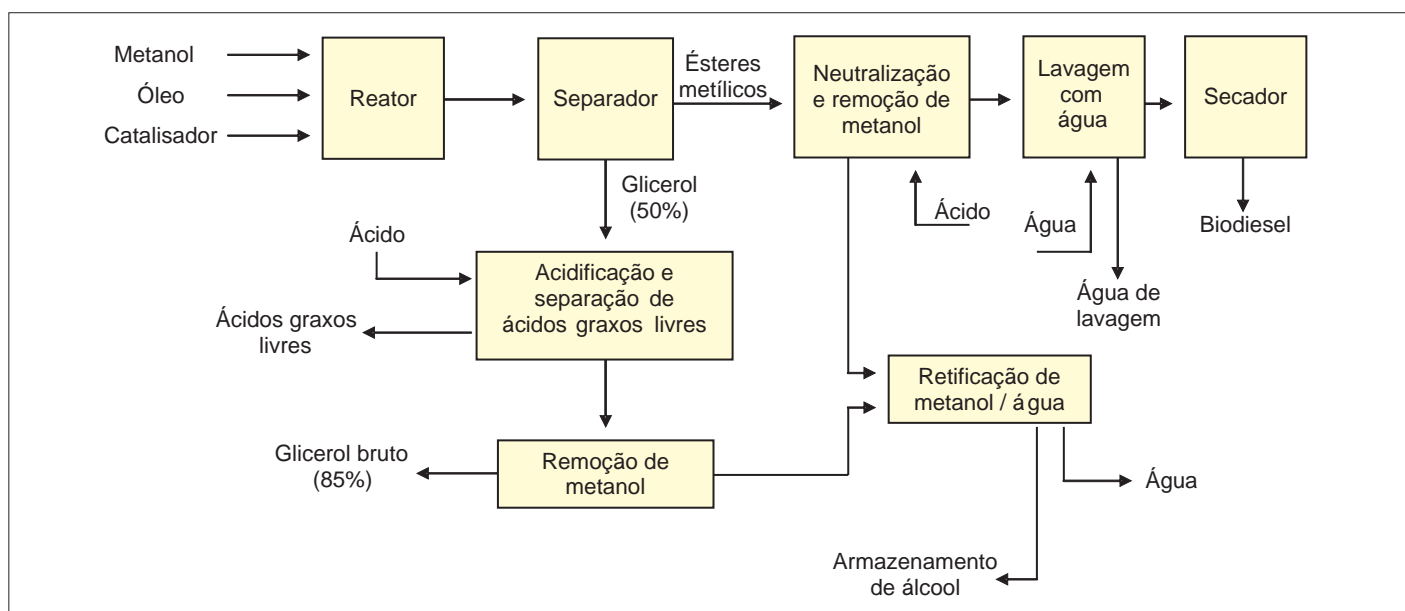 Metanol
Óleo
Catalisador
Reator
Separador
Ésteres
metílicos
Neutralização
e remoção de
metanol
Lavagem
com
água
Secador
Glicerol
(50%)
Ácido
Água
Biodiesel
Água de
lavagem
Ácido
Acidificação e
separação de
ácidos graxos livres
Ácidos graxos
livres
Retificação de
metanol / água
Glicerol bruto
(85%)
Remoção de
metanol
Água
Armazenamento
de álcool